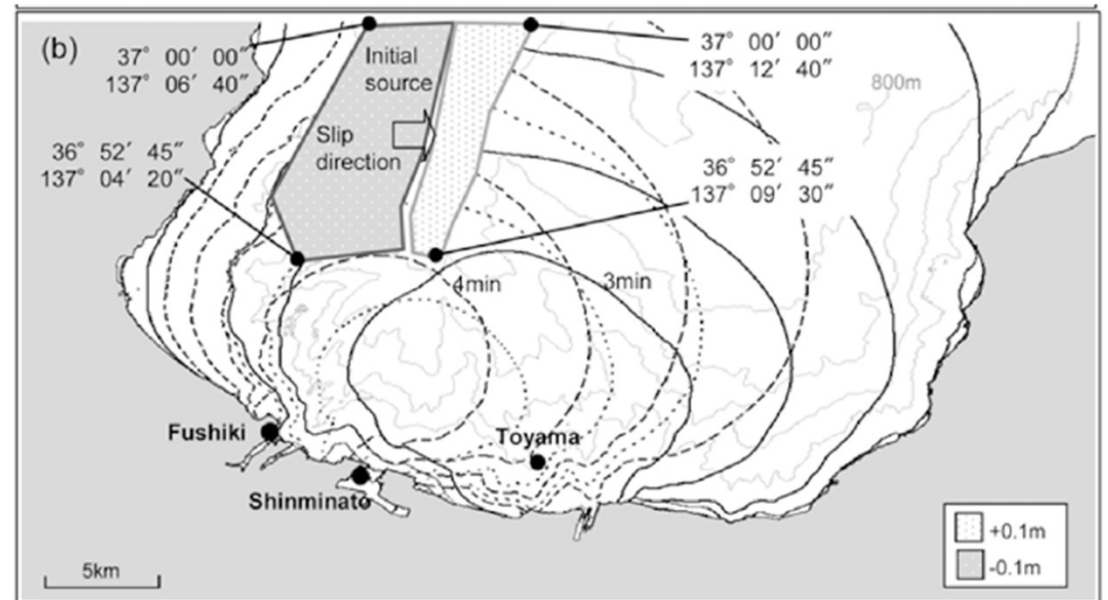 (b)
37° 00′ 00″
137° 06′ 40″
Initial
source
37° 00′ 00″
137° 12′ 40″
800m
Slip
direction
36° 52′ 45″
137° 04′ 20″
36° 52′ 45″
137° 09′ 30″
4min
3min
Fushiki
Toyama
Shinminato
5km
+0.1m
-0.1m